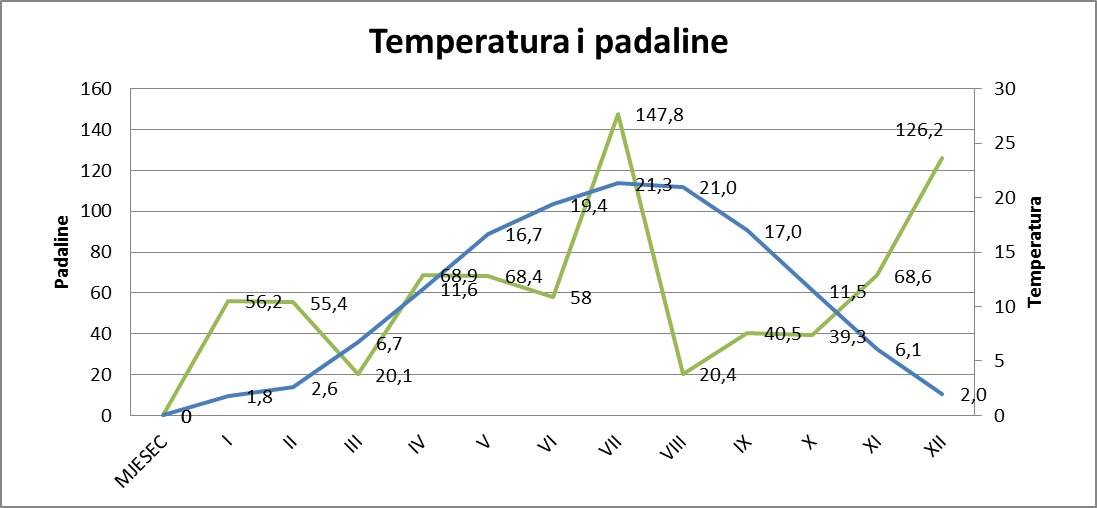 Temperatura i padaline
160
140
120
100
80
60
40
20
0
Padaline
30
25
20
15
10
5
0
Temperatura
0
56,2
55,4
20,1
68,9
68,4
58
147,8
20,4
40,5
39,3
68,6
126,2
0
1,8
2,6
6,7
11,6
16,7
19,4
21,3
21,0
17,0
11,5
6,1
2,0
MJESEC
I
II
III
IV
V
VI
VII
VIII
IX
X
XI
XII